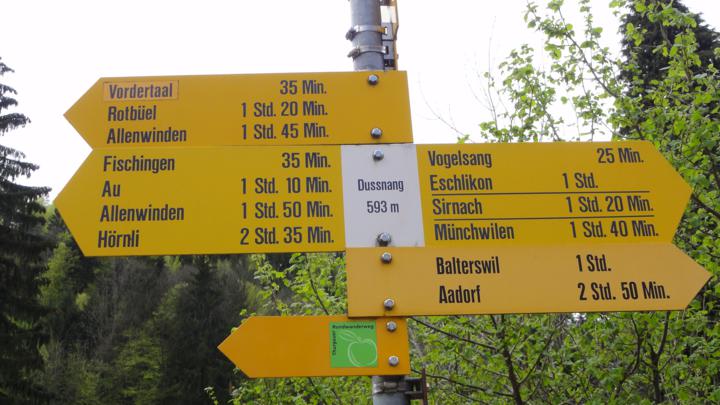 Vordertaal 35 Min.
Rotbüel 1 Std. 20 Min.
Allenwinden 1 Std. 45 Min.
Fischingen 35 Min.
Au 1 Std. 10 Min.
Allenwinden 1 Std. 50 Min.
Hörnli 2 Std. 35 Min.
Dussnang
593 m
Vogelsang 25 Min.
Eschlikon 1 Std.
Sirnach 1 Std. 20 Min.
Münchwilen 1 Std. 40 Min.
Balterswil 1 Std.
Aadorf 2 Std. 50 Min.
Thurgauer
Rundwanderweg